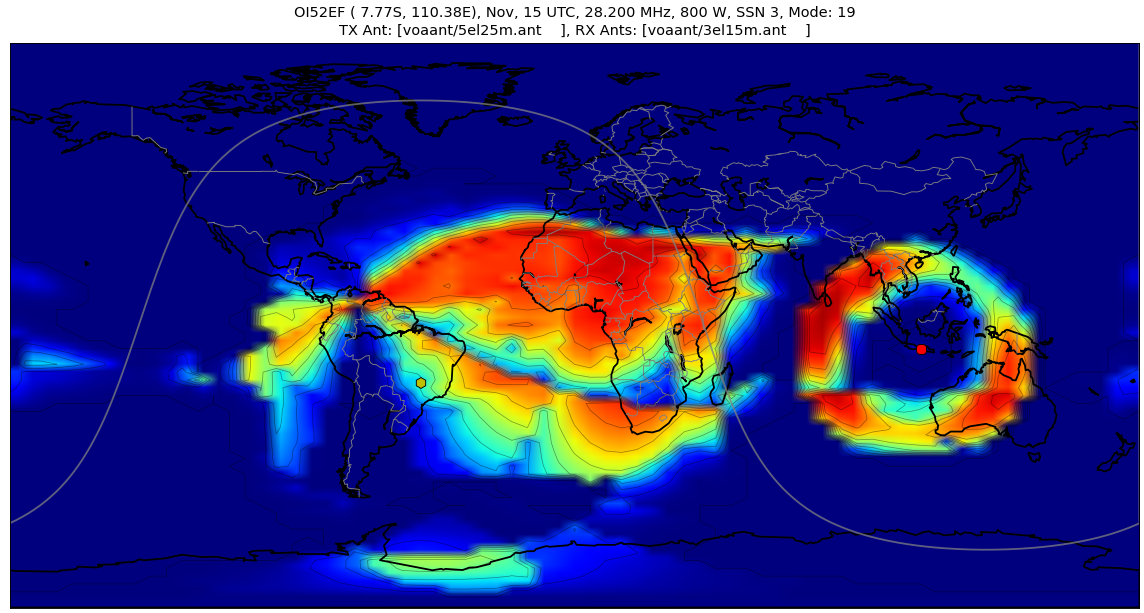 OI52EF ( 7.77S, 110.38E), Nov, 15 UTC, 28.200 MHz, 800 W, SSN 3, Mode: 19
TX Ant: [voaant/5el25m.ant    ], RX Ants: [voaant/3el15m.ant    ]